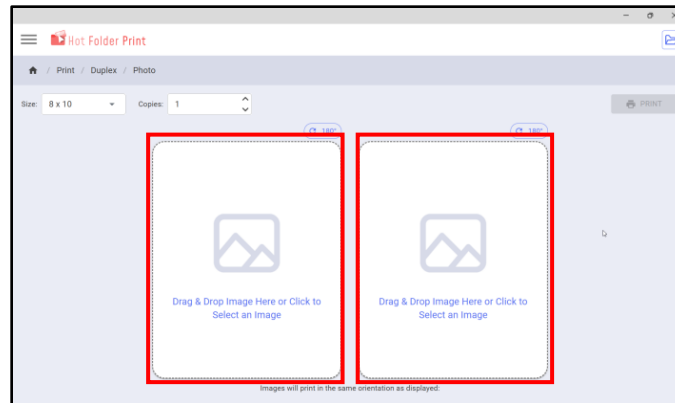 Hot Folder Print
/ Print / Duplex / Photo
Size: 8 x 10 Copies: 1 PRINT
180° 180°
Drag & Drop Image Here or Click to
Select an Image
Drag & Drop Image Here or Click to
Select an Image
Images will print in the same orientation as displayed: